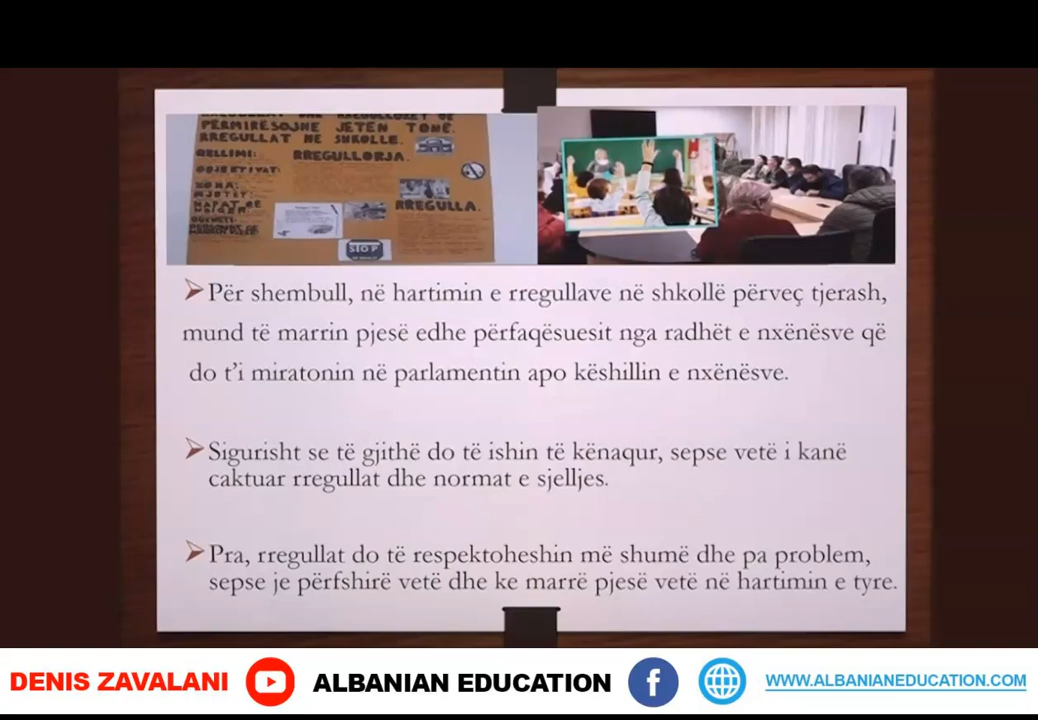 PËRMIRËSOJNË JETËN TONË.
RREGULLAT NË SHKOLLË.
QËLLIMI:
RREGULLORJA.
OBJEKTIVAT:
RREGULLA.
STOP
➢Për shembull, në hartimin e rregullave në shkollë përveç tjerash,
mund të marrin pjesë edhe përfaqësuesit nga radhët e nxënësve që
do t’i miratonin në parlamentin apo këshillin e nxënësve.
➢Sigurisht se të gjithë do të ishin të kënaqur, sepse vetë i kanë
caktuar rregullat dhe normat e sjelljes.
➢Pra, rregullat do të respektoheshin më shumë dhe pa problem,
sepse je përfshirë vetë dhe ke marrë pjesë vetë në hartimin e tyre.
DENIS ZAVALANI ALBANIAN EDUCATION f WWW.ALBANIANEDUCATION.COM